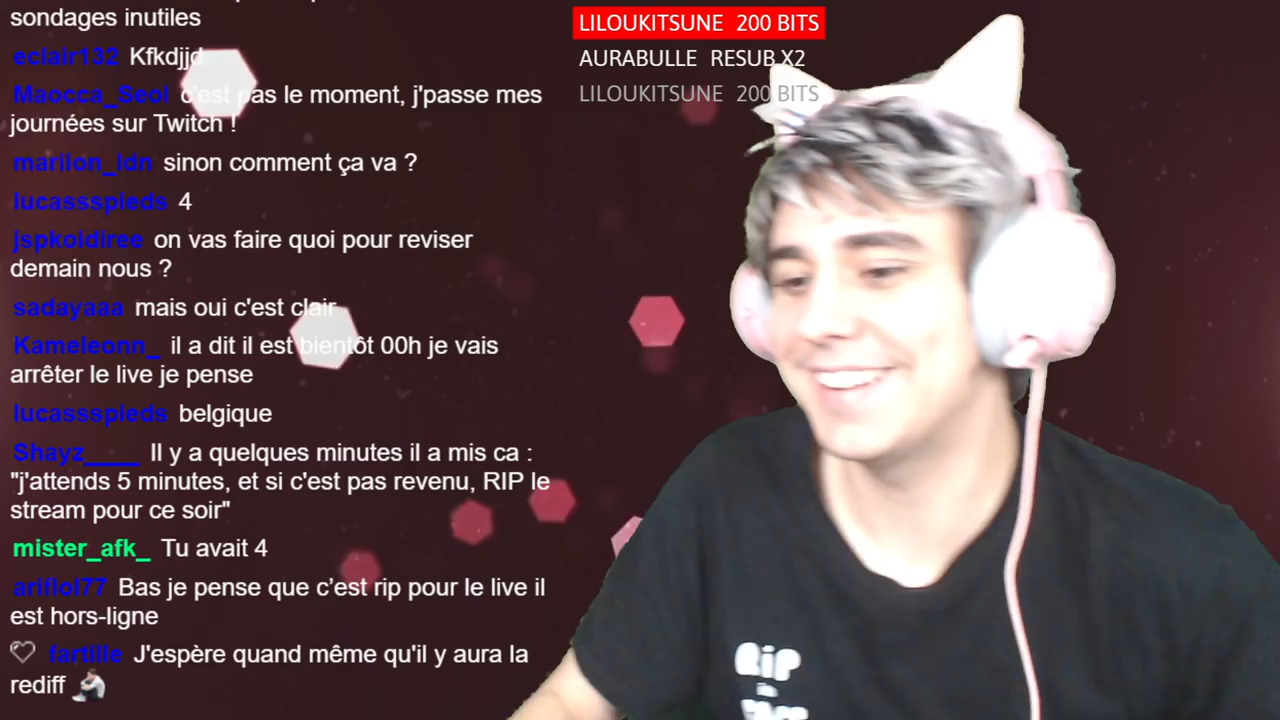 sondages inutiles
eclair132 Kfkdjjd
Maocca_Seol c'est pas le moment, j'passe mes
journées sur Twitch !
marilon_ldn sinon comment ça va ?
lucassspieds 4
jspkoidiree on vas faire quoi pour reviser
demain nous ?
sadayaaa mais oui c'est clair
Kameleonn_ il a dit il est bientôt 00h je vais
arrêter le live je pense
lucassspieds belgique
Shayz____ Il y a quelques minutes il a mis ca :
"j'attends 5 minutes, et si c'est pas revenu, RIP le
stream pour ce soir"
mister_afk_ Tu avait 4
ariflol77 Bas je pense que c’est rip pour le live il
est hors-ligne
fartille J'espère quand même qu'il y aura la
rediff
LILOUKITSUNE 200 BITS
AURABULLE RESUB X2
LILOUKITSUNE 200 BITS
RiP